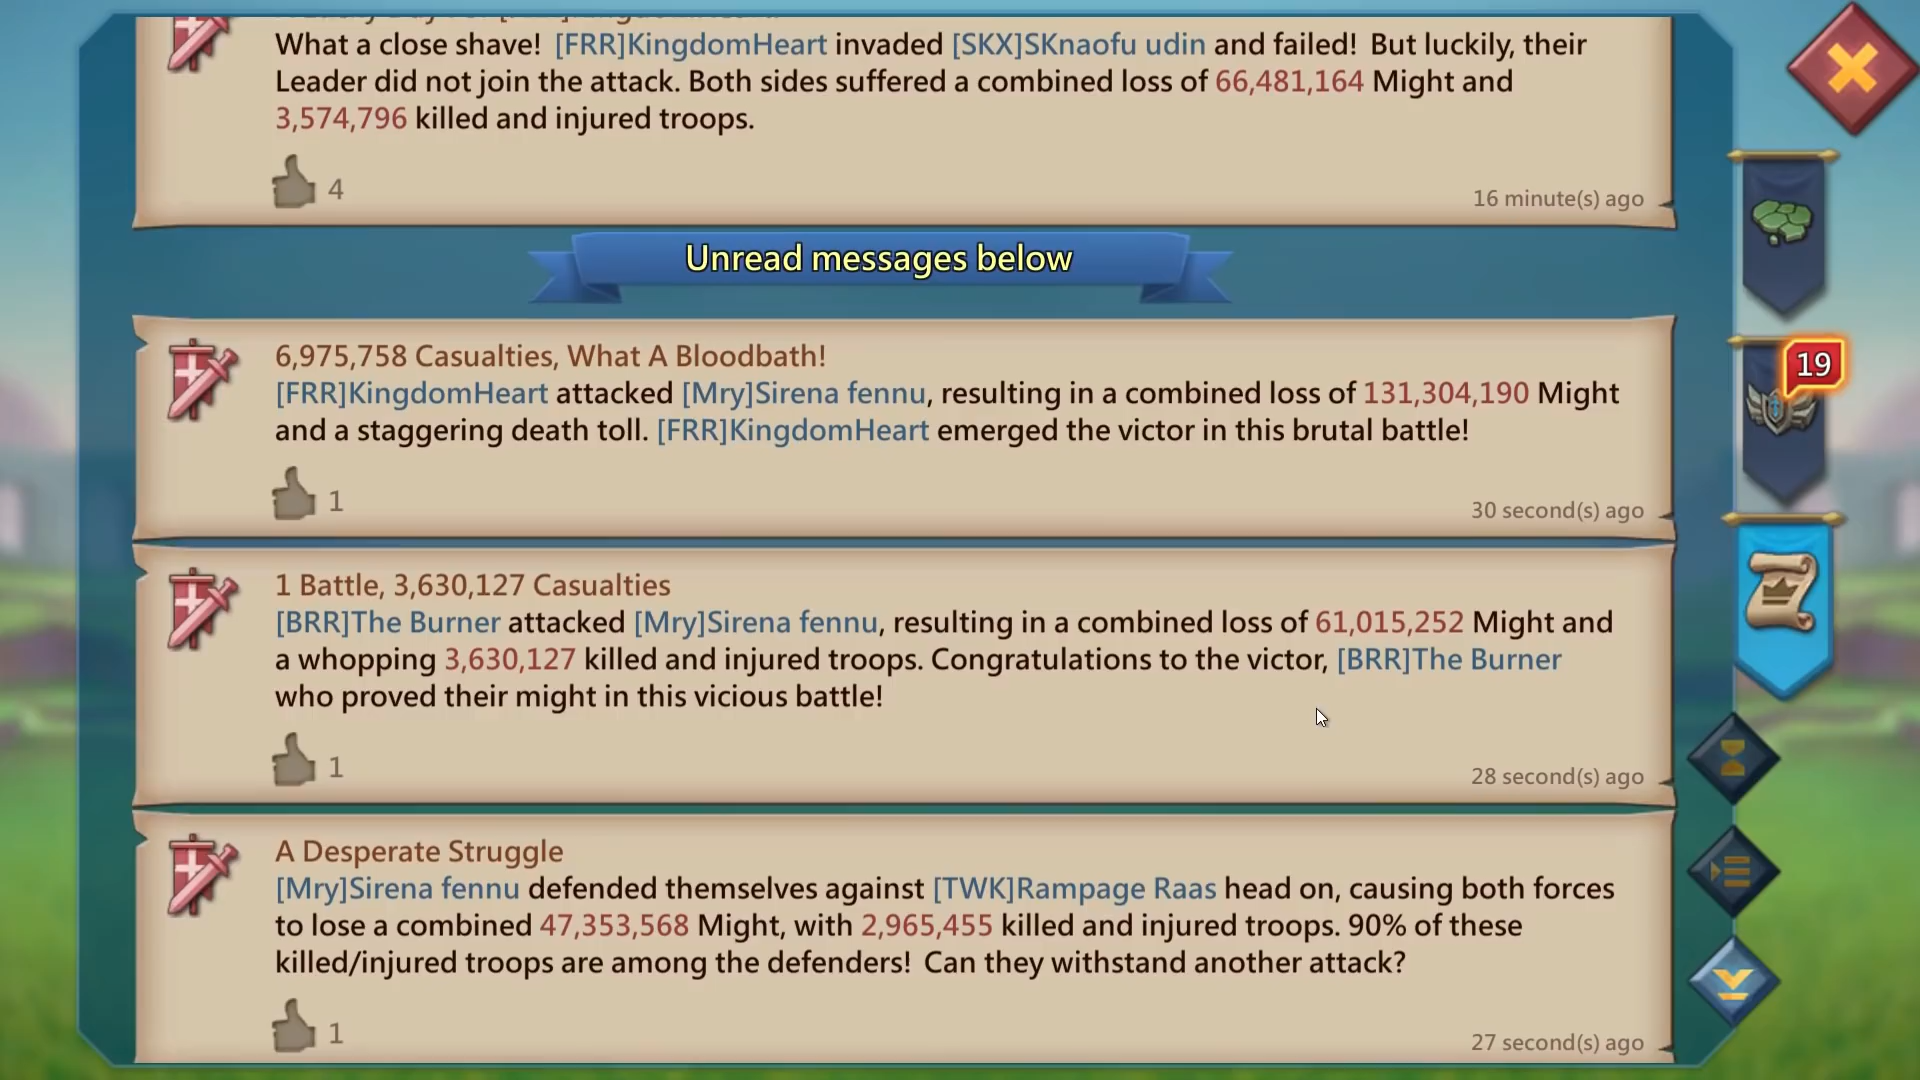 What a close shave! [FRR]KingdomHeart invaded [SKX]SKnaofu udin and failed! But luckily, their
Leader did not join the attack. Both sides suffered a combined loss of 66,481,164 Might and
3,574,796 killed and injured troops.
4
16 minute(s) ago
Unread messages below
6,975,758 Casualties, What A Bloodbath!
[FRR]KingdomHeart attacked [Mry]Sirena fennu, resulting in a combined loss of 131,304,190 Might
and a staggering death toll. [FRR]KingdomHeart emerged the victor in this brutal battle!
1
30 second(s) ago
19
1 Battle, 3,630,127 Casualties
[BRR]The Burner attacked [Mry]Sirena fennu, resulting in a combined loss of 61,015,252 Might and
a whopping 3,630,127 killed and injured troops. Congratulations to the victor, [BRR]The Burner
who proved their might in this vicious battle!
1
28 second(s) ago
A Desperate Struggle
[Mry]Sirena fennu defended themselves against [TWK]Rampage Raas head on, causing both forces
to lose a combined 47,353,568 Might, with 2,965,455 killed and injured troops. 90% of these
killed/injured troops are among the defenders! Can they withstand another attack?
1
27 second(s) ago